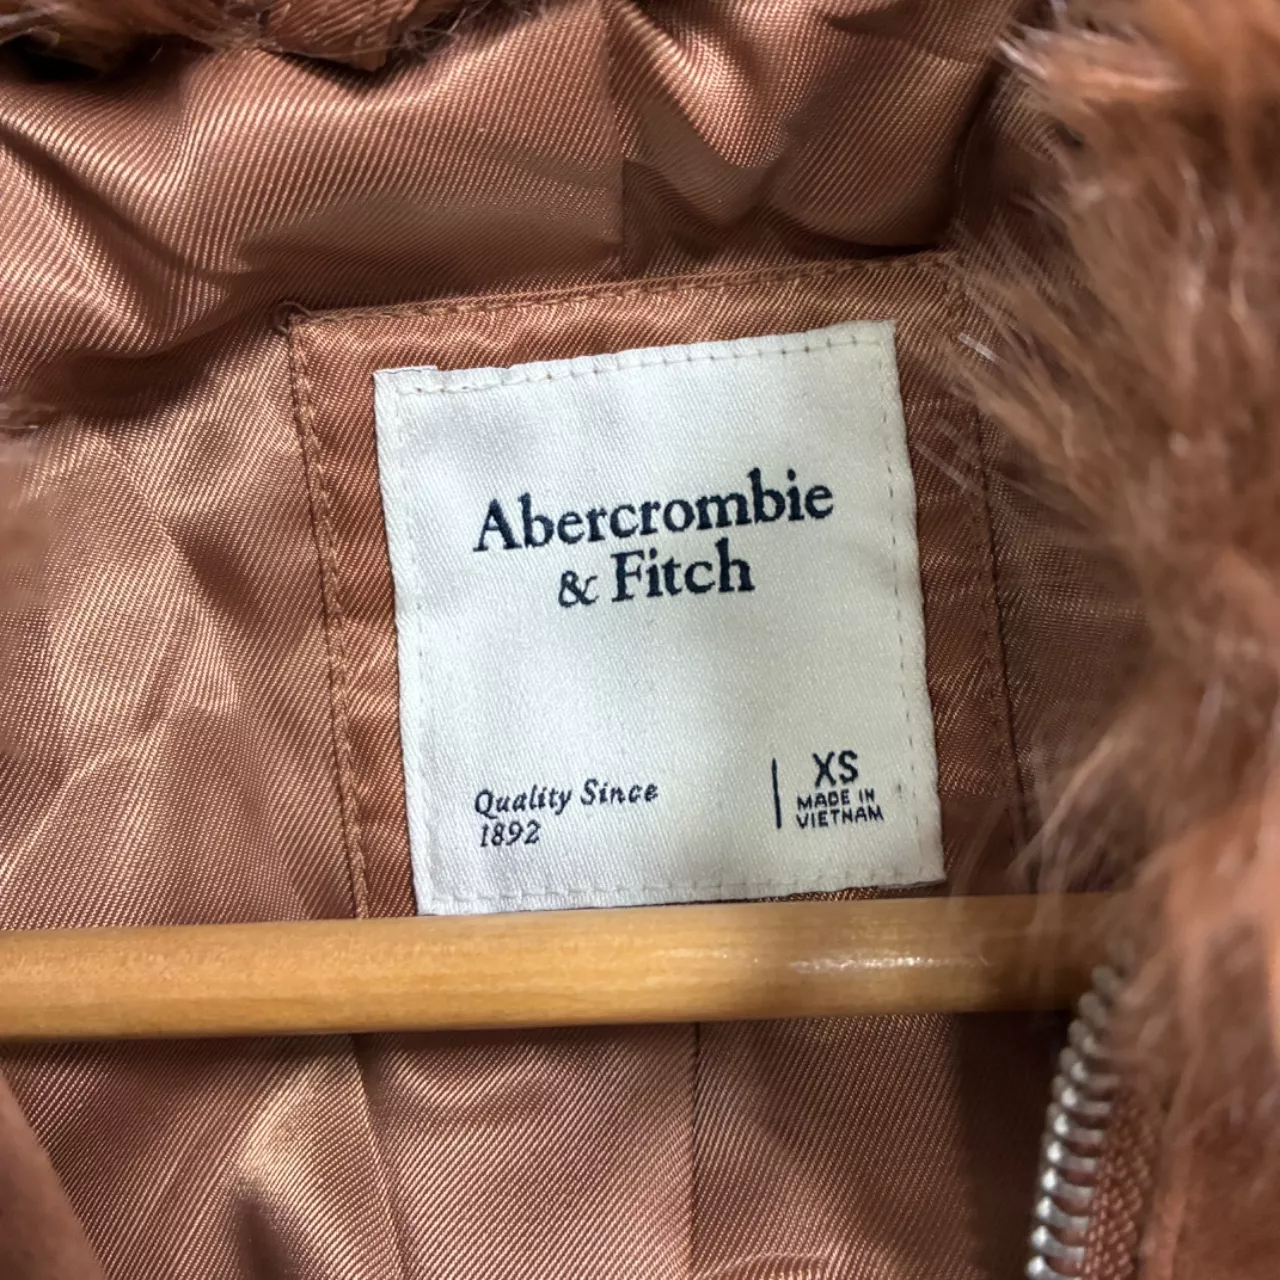 Abercrombie
& Fitch
Quality Since
1892
XS
MADE IN
VIETNAM